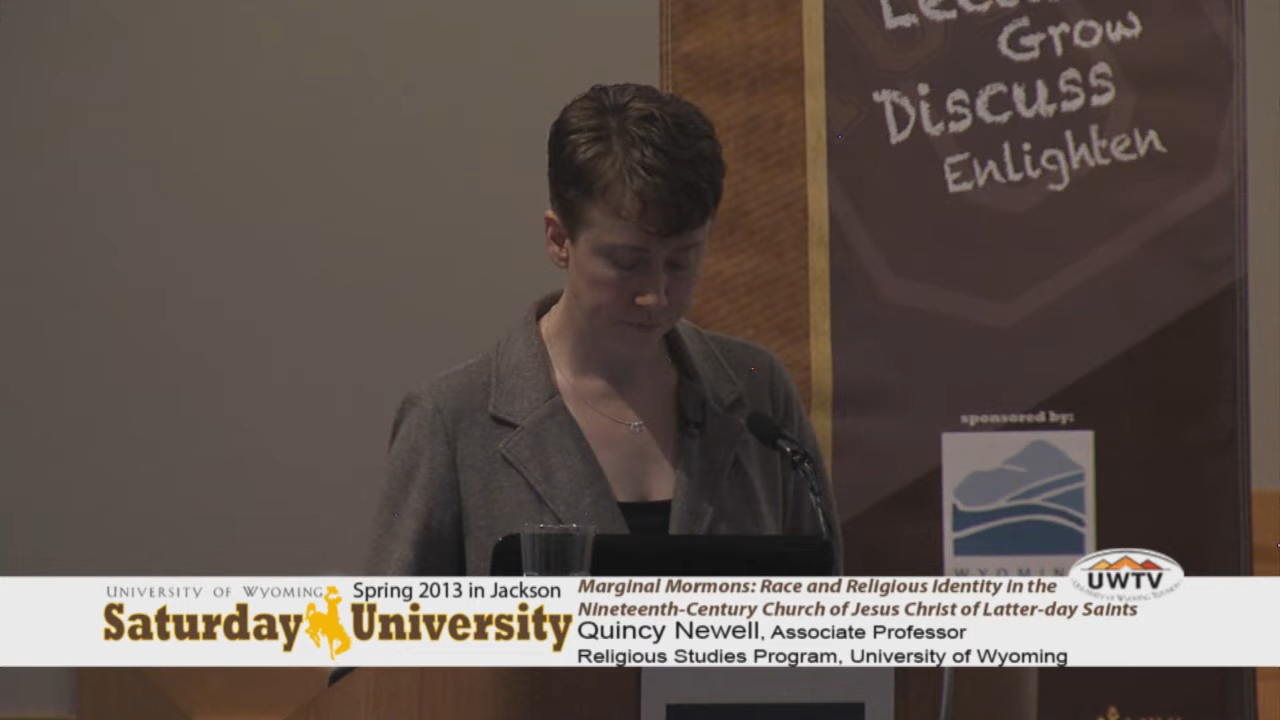 Grow
Discuss
Enlighten
sponsored by:
WYOMING
UNIVERSITY OF WYOMING
Spring 2013 in Jackson
Saturday University
Marginal Mormons: Race and Religious Identity in the
Nineteenth-Century Church of Jesus Christ of Latter-day Saints
Quincy Newell, Associate Professor
Religious Studies Program, University of Wyoming
UWTV